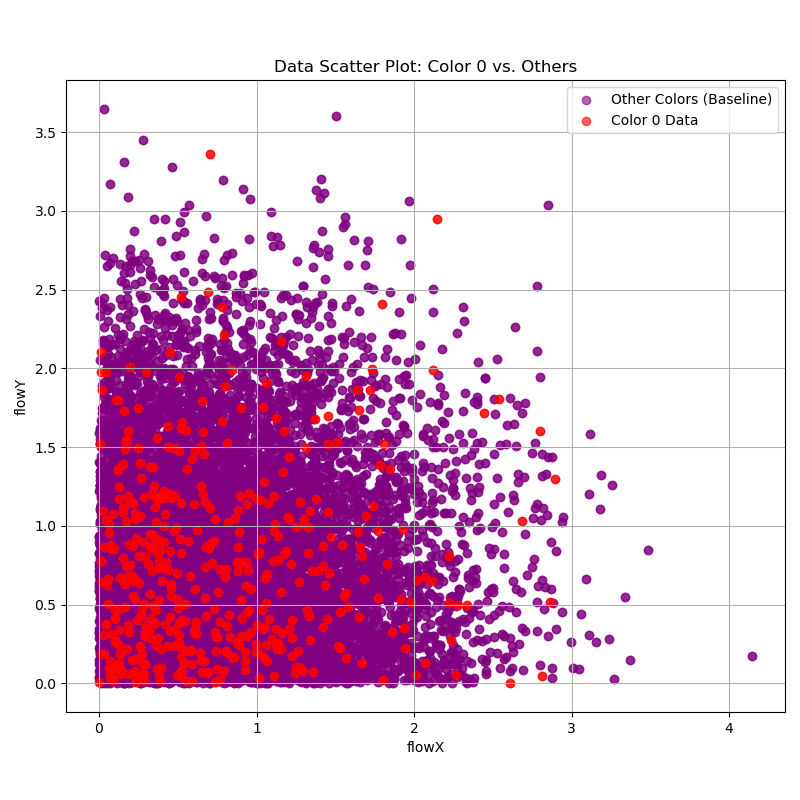 Data Scatter Plot: Color 0 vs. Others
Other Colors (Baseline)
Color 0 Data
3.5
3.0
2.5
2.0
1.5
1.0
0.5
0.0
flowY
0 1 2 3 4
flowX